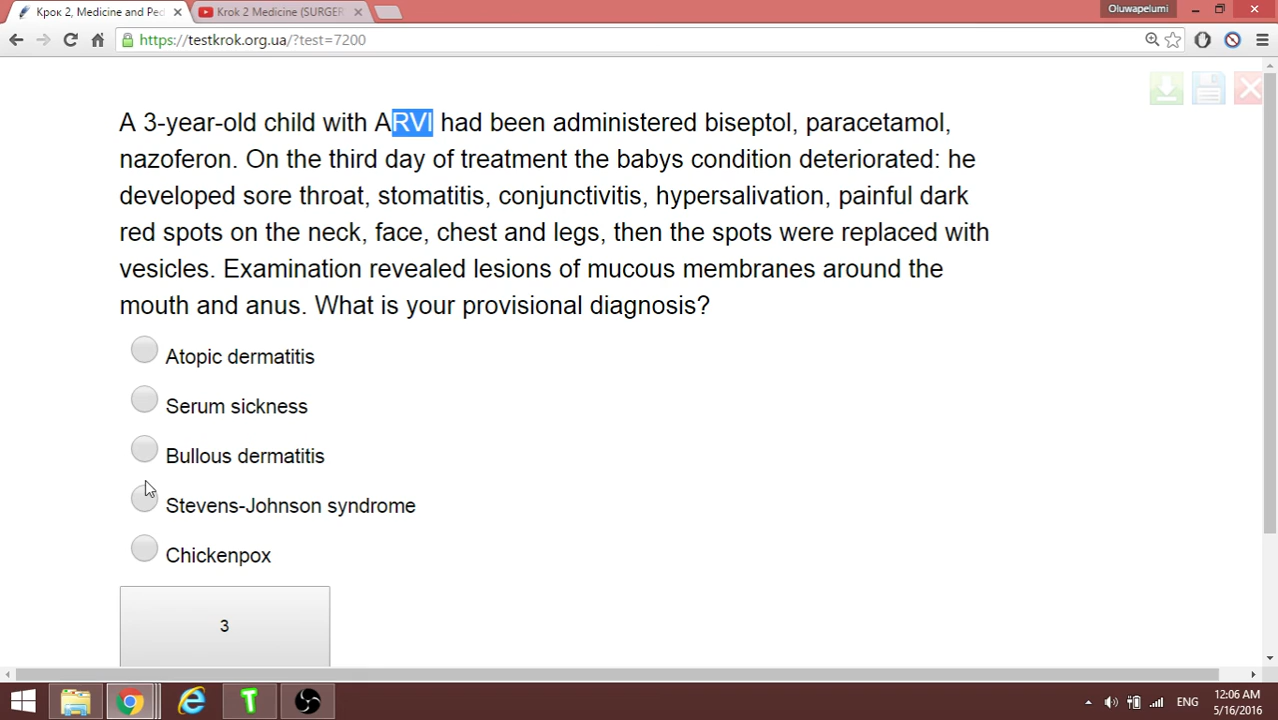 Крок 2, Medicine and Pec
Krok 2 Medicine (SURGER
Oluwapelumi
https://testkrok.org.ua/?test=7200
A 3-year-old child with ARVI had been administered biseptol, paracetamol,
nazoferon. On the third day of treatment the babys condition deteriorated: he
developed sore throat, stomatitis, conjunctivitis, hypersalivation, painful dark
red spots on the neck, face, chest and legs, then the spots were replaced with
vesicles. Examination revealed lesions of mucous membranes around the
mouth and anus. What is your provisional diagnosis?
Atopic dermatitis
Serum sickness
Bullous dermatitis
Stevens-Johnson syndrome
Chickenpox
3
ENG
12:06 AM
5/16/2016